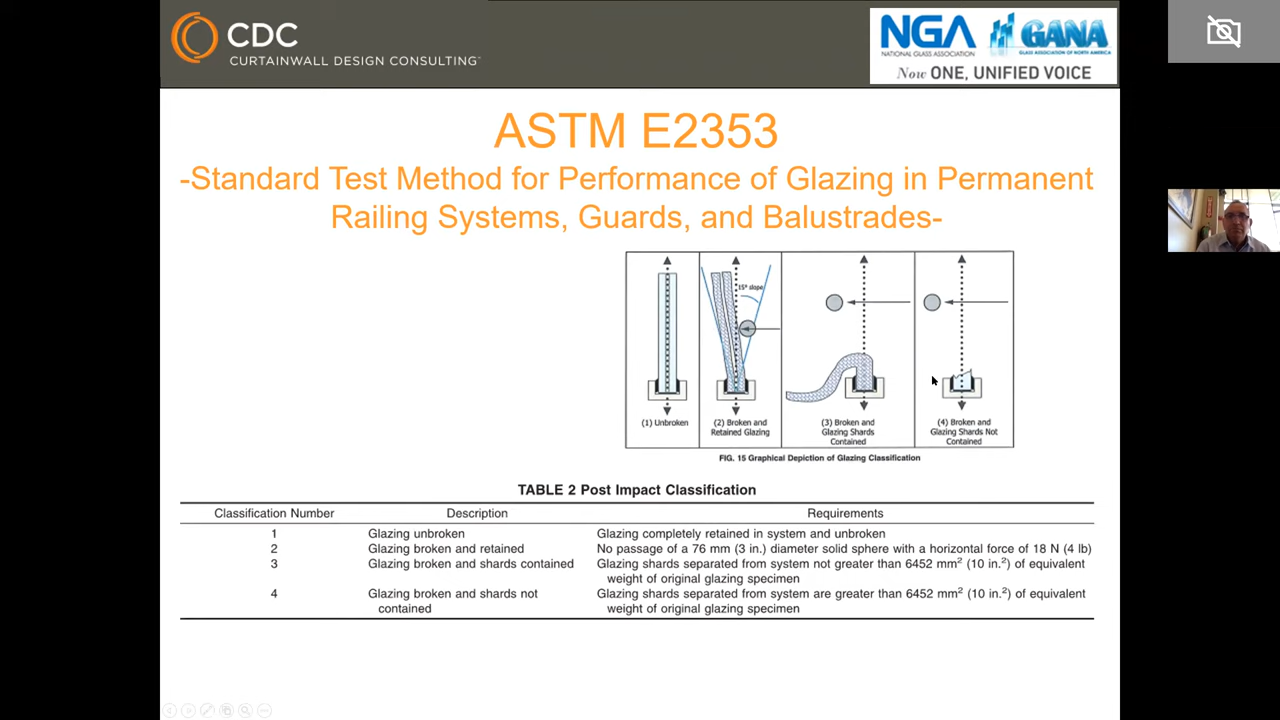 CDC
CURTAINWALL DESIGN CONSULTING
NGA
NATIONAL GLASS ASSOCIATION
GANA
GLASS ASSOCIATION OF NORTH AMERICA
Now ONE, UNIFIED VOICE
ASTM E2353
-Standard Test Method for Performance of Glazing in Permanent
Railing Systems, Guards, and Balustrades-
15° slope
(1) Unbroken
(2) Broken and
Retained Glazing
(3) Broken and
Glazing Shards
Contained
(4) Broken and
Glazing Shards Not
Contained
FIG. 15 Graphical Depiction of Glazing Classification
TABLE 2 Post Impact Classification
Classification Number Description Requirements
1 Glazing unbroken Glazing completely retained in system and unbroken
2 Glazing broken and retained No passage of a 76 mm (3 in.) diameter solid sphere with a horizontal force of 18 N (4 lb)
3 Glazing broken and shards contained Glazing shards separated from system not greater than 6452 mm² (10 in.²) of equivalent
weight of original glazing specimen
4 Glazing broken and shards not Glazing shards separated from system are greater than 6452 mm² (10 in.²) of equivalent
contained weight of original glazing specimen